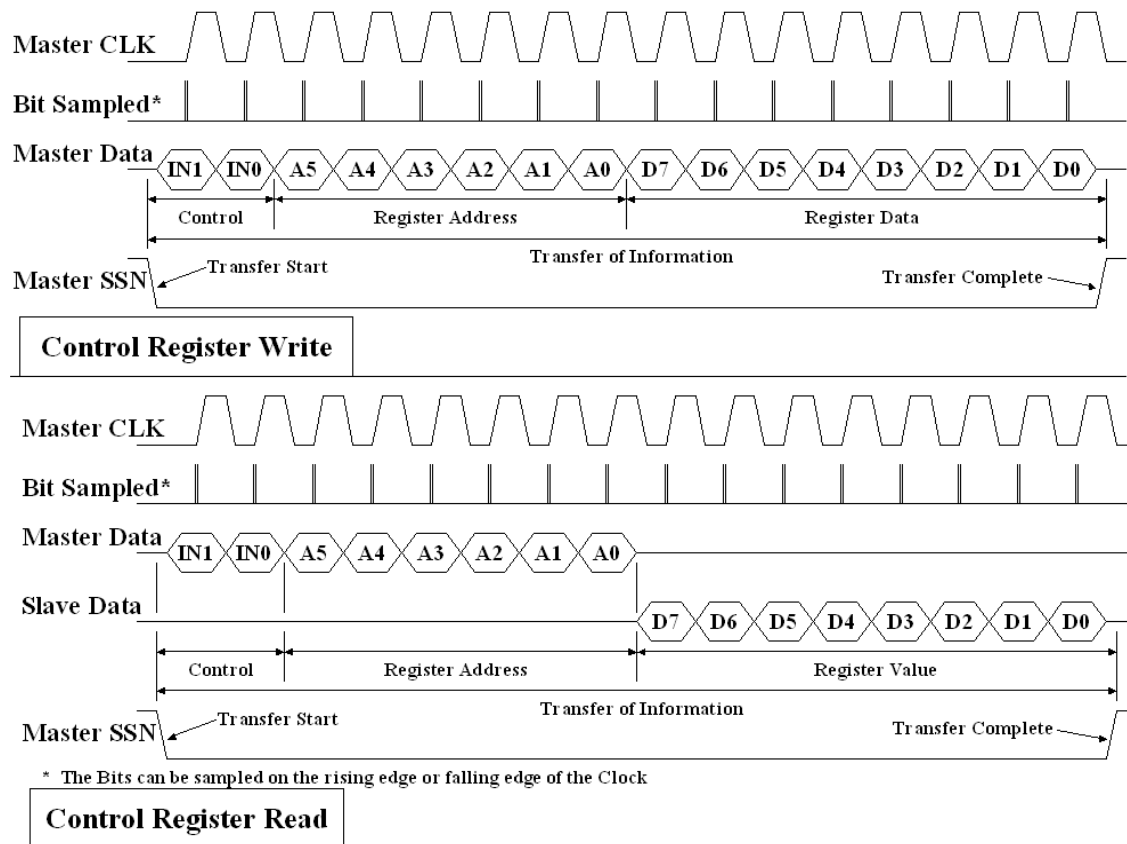 Master CLK
Bit Sampled*
Master Data IN1 IN0 A5 A4 A3 A2 A1 A0 D7 D6 D5 D4 D3 D2 D1 D0
Control Register Address Register Data
Transfer of Information
Master SSN Transfer Start Transfer Complete
Control Register Write
Master CLK
Bit Sampled*
Master Data IN1 IN0 A5 A4 A3 A2 A1 A0
Slave Data D7 D6 D5 D4 D3 D2 D1 D0
Control Register Address Register Value
Transfer of Information
Master SSN Transfer Start Transfer Complete
* The Bits can be sampled on the rising edge or falling edge of the Clock
Control Register Read